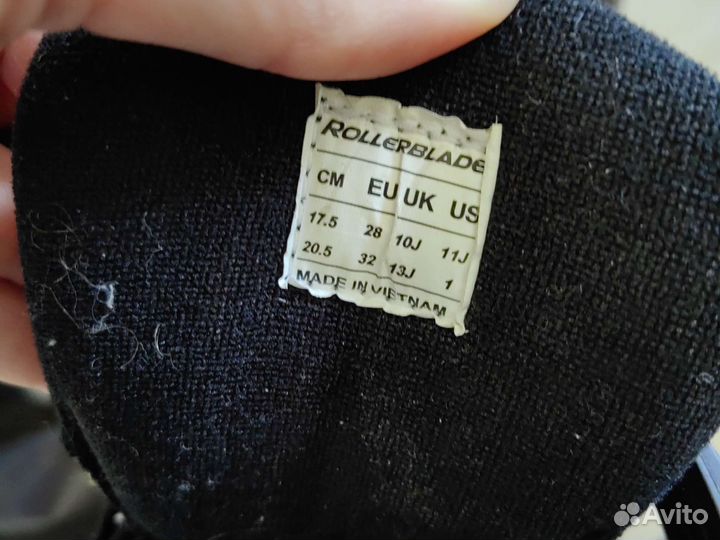 ROLLERBLADE
CM EU UK US
17.5 28 10J 11J
20.5 32 13J 1
MADE IN VIETNAM
Avito